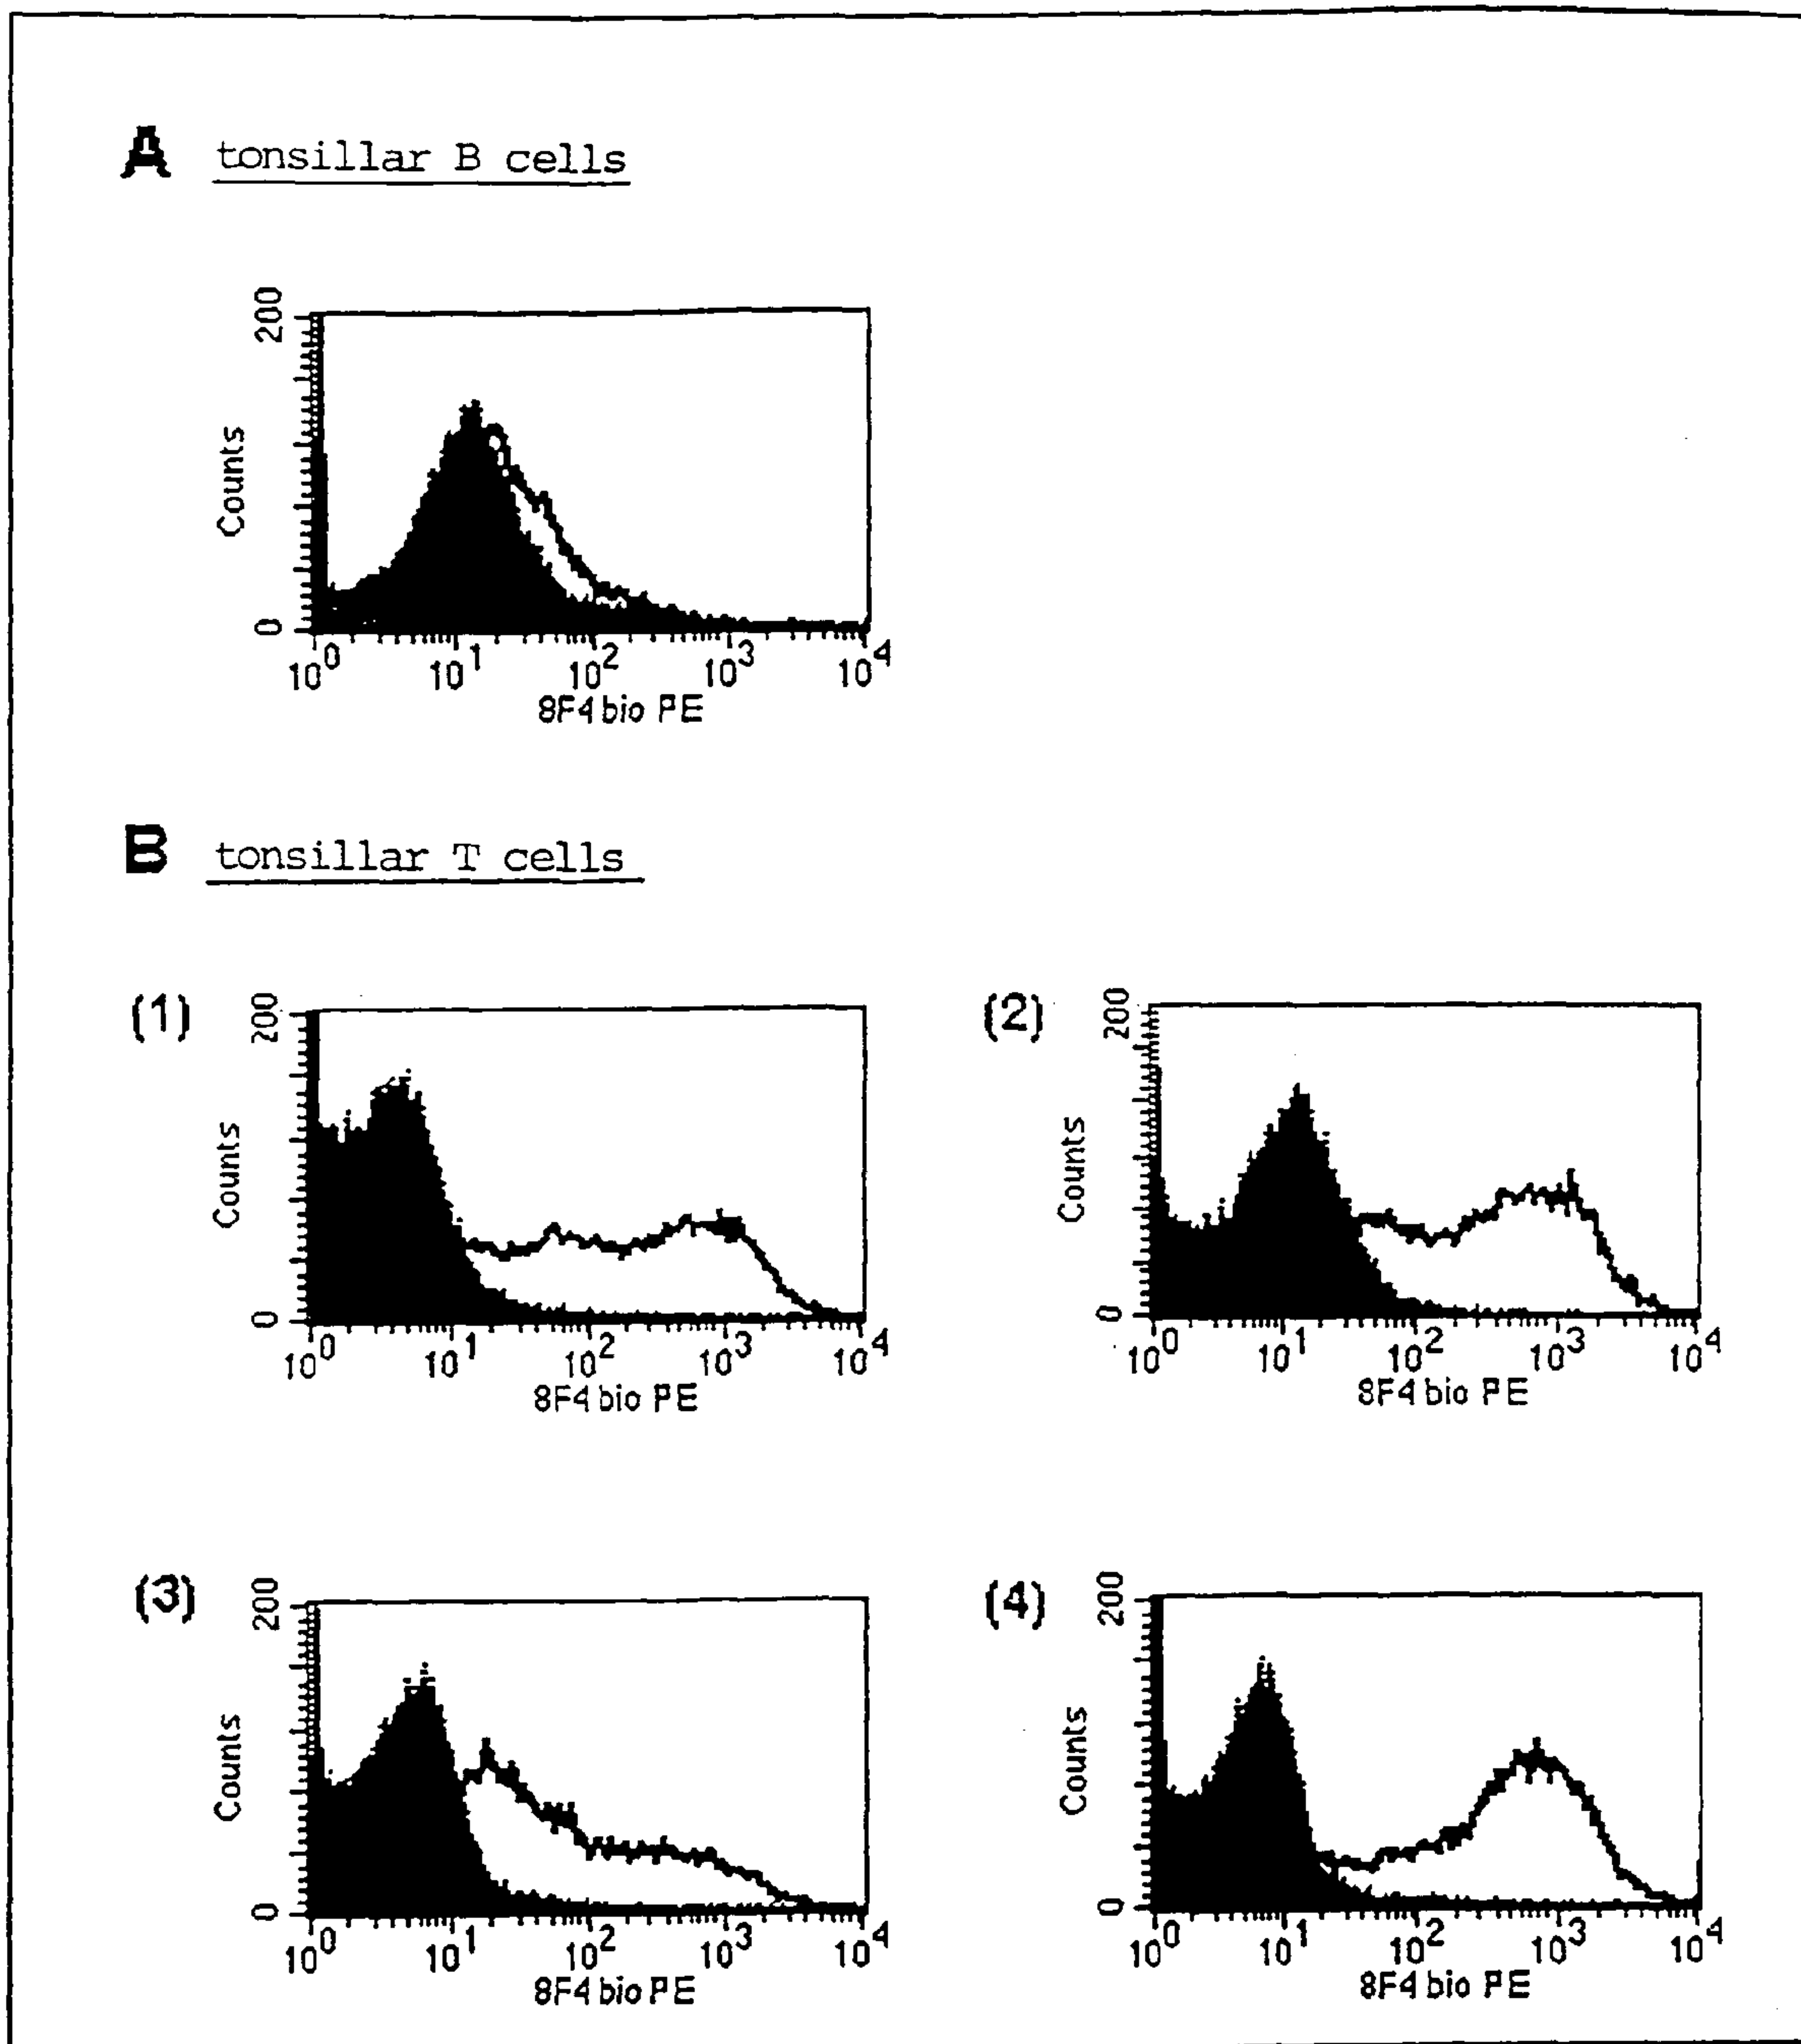 A tonsillar B cells
200
Counts
0
10^0 10^1 10^2 10^3 10^4
8F4 bio PE
B tonsillar T cells
(1)
200
Counts
0
10^0 10^1 10^2 10^3 10^4
8F4 bio PE
(2)
200
Counts
0
10^0 10^1 10^2 10^3 10^4
8F4 bio PE
(3)
200
Counts
0
10^0 10^1 10^2 10^3 10^4
8F4 bio PE
(4)
200
Counts
0
10^0 10^1 10^2 10^3 10^4
8F4 bio PE